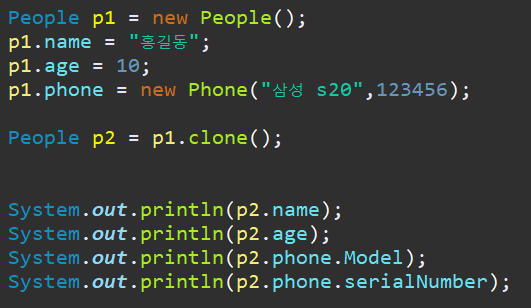 People p1 = new People();
p1.name = "홍길동";
p1.age = 10;
p1.phone = new Phone("삼성 s20",123456);
People p2 = p1.clone();
System.out.println(p2.name);
System.out.println(p2.age);
System.out.println(p2.phone.Model);
System.out.println(p2.phone.serialNumber);